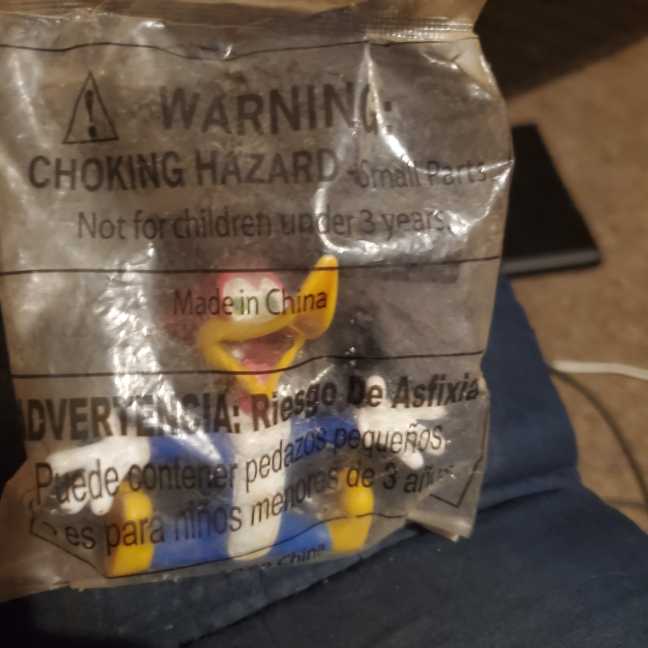 WARNING:
CHOKING HAZARD - Small Parts
Not for children under 3 years.
Made in China
ADVERTENCIA: Riesgo De Asfixia
Puede contener pedazos pequeños.
es para niños menores de 3 años
China